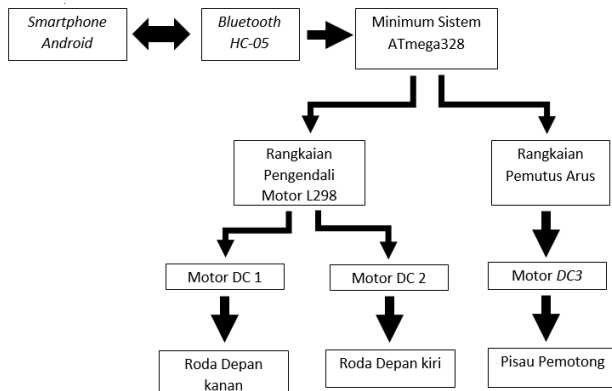 Smartphone
Android
Bluetooth
HC-05
Minimum Sistem
ATmega328
Rangkaian
Pengendali
Motor L298
Rangkaian
Pemutus Arus
Motor DC 1
Motor DC 2
Motor DC3
Roda Depan
kanan
Roda Depan kiri
Pisau Pemotong